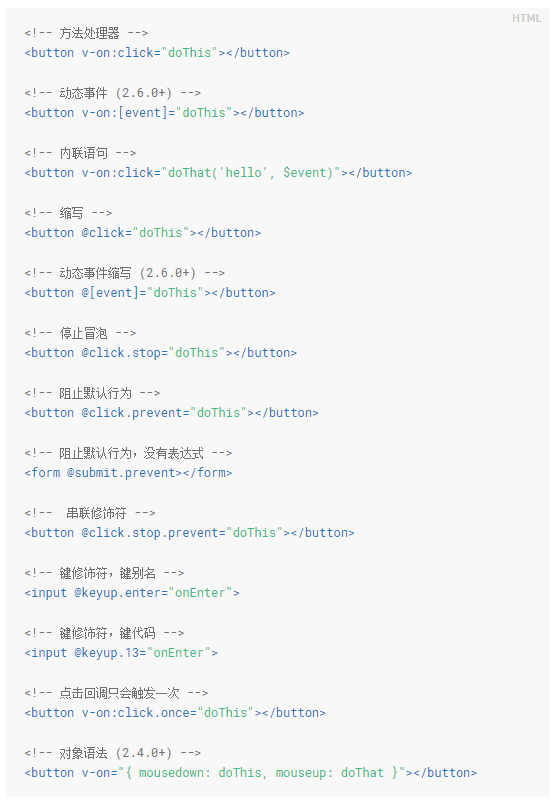 HTML
<!-- 方法处理器 -->
<button v-on:click="doThis"></button>
<!-- 动态事件 (2.6.0+) -->
<button v-on:[event]="doThis"></button>
<!-- 内联语句 -->
<button v-on:click="doThat('hello', $event)"></button>
<!-- 缩写 -->
<button @click="doThis"></button>
<!-- 动态事件缩写 (2.6.0+) -->
<button @[event]="doThis"></button>
<!-- 停止冒泡 -->
<button @click.stop="doThis"></button>
<!-- 阻止默认行为 -->
<button @click.prevent="doThis"></button>
<!-- 阻止默认行为，没有表达式 -->
<form @submit.prevent></form>
<!--  串联修饰符 -->
<button @click.stop.prevent="doThis"></button>
<!-- 键修饰符，键别名 -->
<input @keyup.enter="onEnter">
<!-- 键修饰符，键代码 -->
<input @keyup.13="onEnter">
<!-- 点击回调只会触发一次 -->
<button v-on:click.once="doThis"></button>
<!-- 对象语法 (2.4.0+) -->
<button v-on="{ mousedown: doThis, mouseup: doThat }"></button>